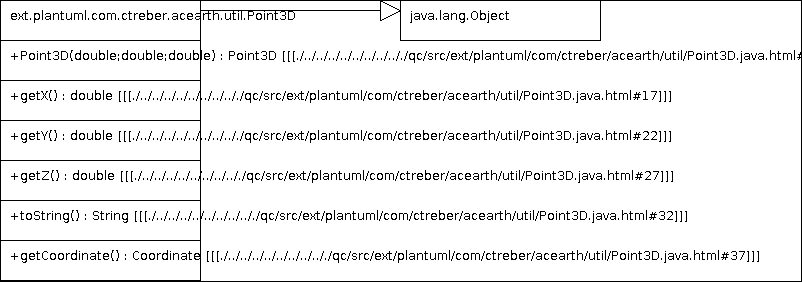 ext.plantuml.com.ctreber.acearth.util.Point3D
java.lang.Object
+Point3D(double;double;double) : Point3D [[[./../../../../../../../../../qc/src/ext/plantuml/com/ctreber/acearth/util/Point3D.java.html#
+getX() : double [[[./../../../../../../../../../qc/src/ext/plantuml/com/ctreber/acearth/util/Point3D.java.html#17]]]
+getY() : double [[[./../../../../../../../../../qc/src/ext/plantuml/com/ctreber/acearth/util/Point3D.java.html#22]]]
+getZ() : double [[[./../../../../../../../../../qc/src/ext/plantuml/com/ctreber/acearth/util/Point3D.java.html#27]]]
+toString() : String [[[./../../../../../../../../../qc/src/ext/plantuml/com/ctreber/acearth/util/Point3D.java.html#32]]]
+getCoordinate() : Coordinate [[[./../../../../../../../../../qc/src/ext/plantuml/com/ctreber/acearth/util/Point3D.java.html#37]]]